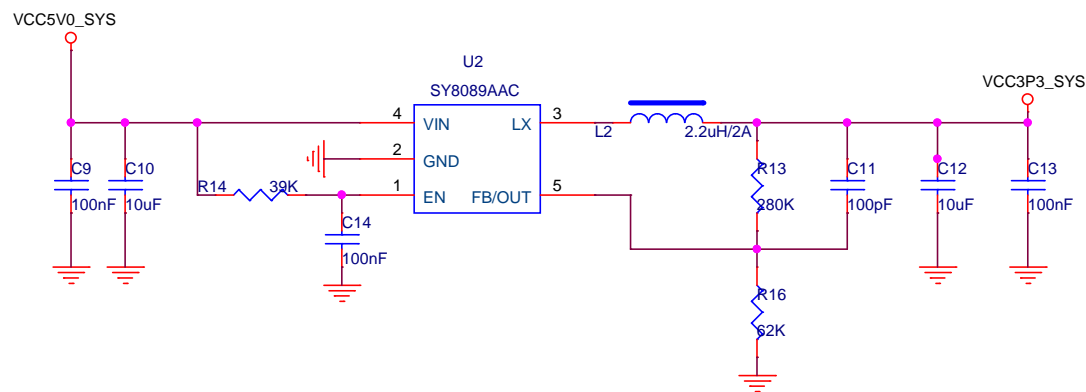 VCC5V0_SYS
U2
SY8089AAC
VCC3P3_SYS
4
VIN
LX
3
L2
2.2uH/2A
2
GND
C9
C10
R14
39K
1
EN
FB/OUT
5
R13
C11
C12
C13
100nF
10uF
280K
100pF
10uF
100nF
C14
100nF
R16
62K